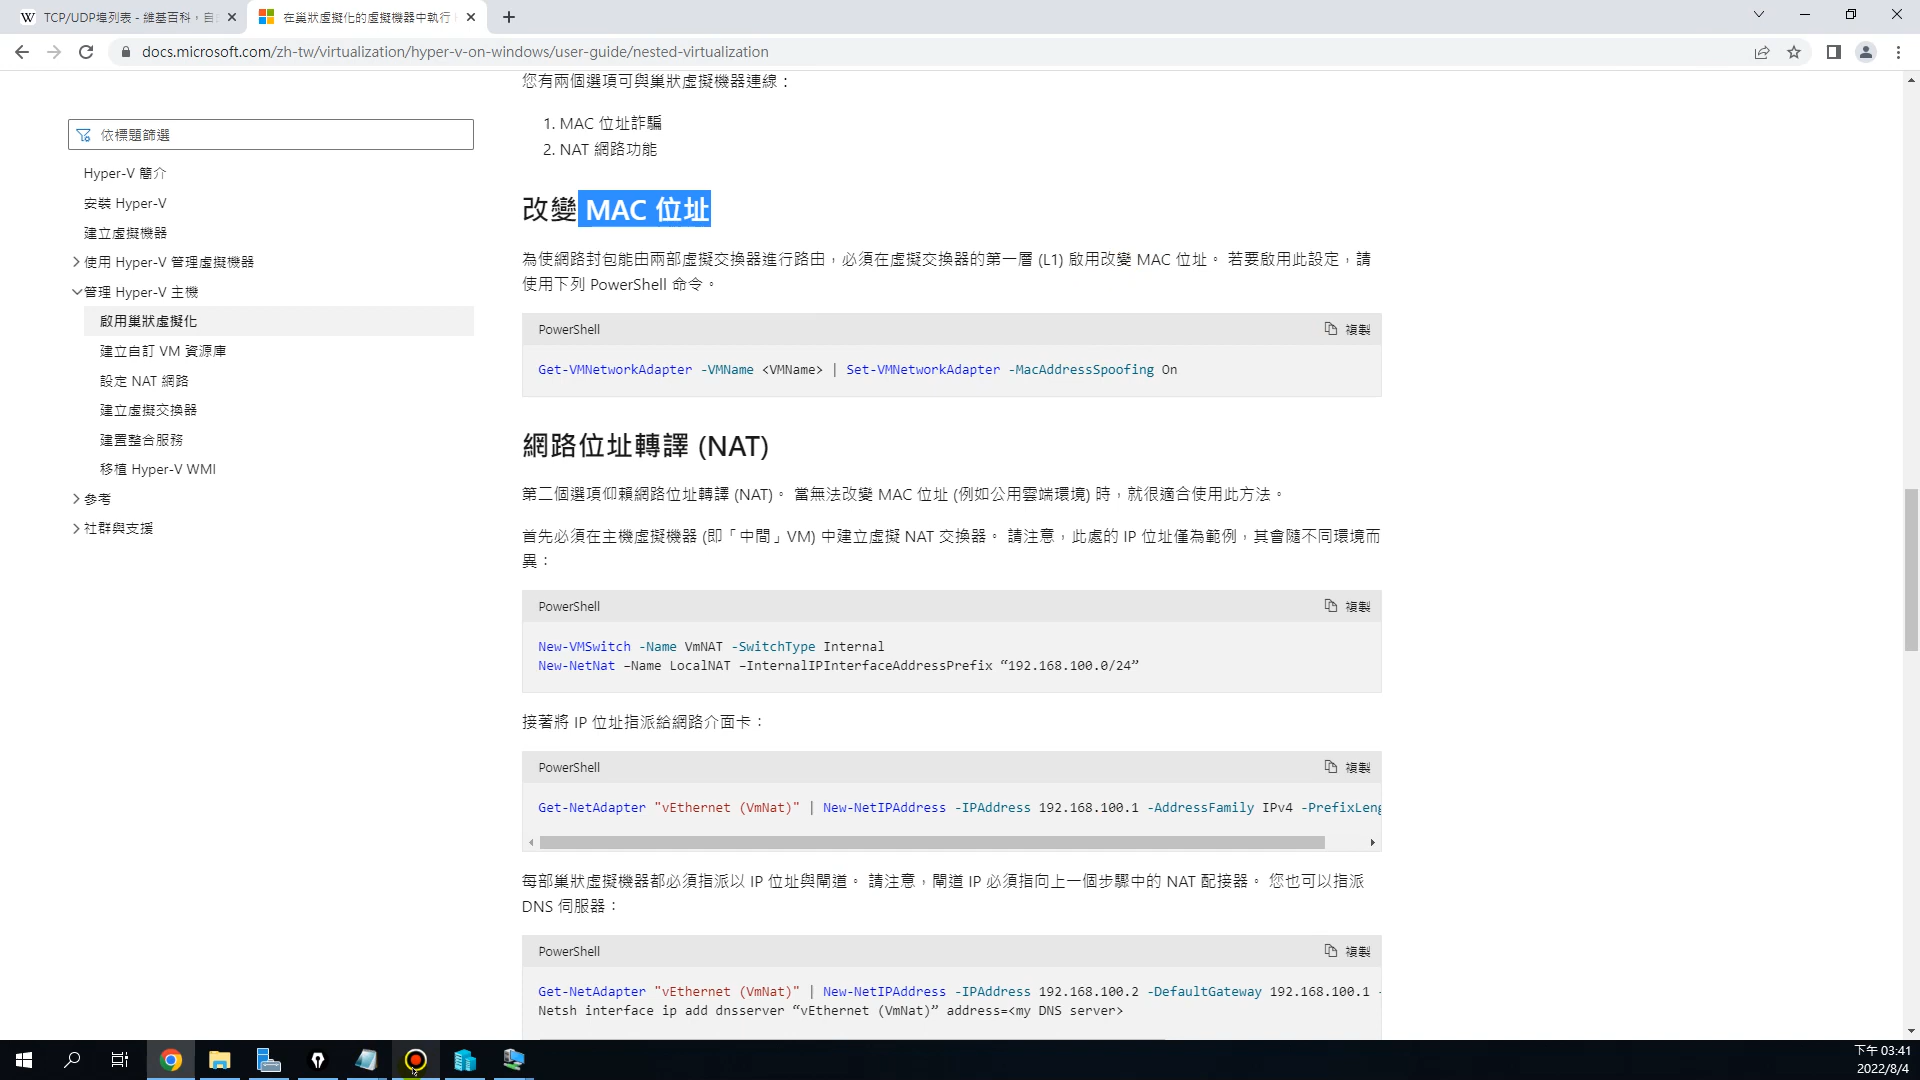 TCP/UDP埠列表 - 維基百科，自
在巢狀虛擬化的虛擬機器中執行
docs.microsoft.com/zh-tw/virtualization/hyper-v-on-windows/user-guide/nested-virtualization
依標題篩選
Hyper-V 簡介
安裝 Hyper-V
建立虛擬機器
使用 Hyper-V 管理虛擬機器
管理 Hyper-V 主機
啟用巢狀虛擬化
建立自訂 VM 資源庫
設定 NAT 網路
建立虛擬交換器
建置整合服務
移植 Hyper-V WMI
參考
社群與支援
您有兩個選項可與巢狀虛擬機器連線：
1. MAC 位址詐騙
2. NAT 網路功能
改變 MAC 位址
為使網路封包能由兩部虛擬交換器進行路由，必須在虛擬交換器的第一層 (L1) 啟用改變 MAC 位址。 若要啟用此設定，請
使用下列 PowerShell 命令。
PowerShell 複製
Get-VMNetworkAdapter -VMName <VMName> | Set-VMNetworkAdapter -MacAddressSpoofing On
網路位址轉譯 (NAT)
第二個選項仰賴網路位址轉譯 (NAT)。 當無法改變 MAC 位址 (例如公用雲端環境) 時，就很適合使用此方法。
首先必須在主機虛擬機器 (即「中間」VM) 中建立虛擬 NAT 交換器。 請注意，此處的 IP 位址僅為範例，其會隨不同環境而
異：
PowerShell 複製
New-VMSwitch -Name VmNAT -SwitchType Internal
New-NetNat –Name LocalNAT –InternalIPInterfaceAddressPrefix “192.168.100.0/24”
接著將 IP 位址指派給網路介面卡：
PowerShell 複製
Get-NetAdapter "vEthernet (VmNat)" | New-NetIPAddress -IPAddress 192.168.100.1 -AddressFamily IPv4 -PrefixLeng
每部巢狀虛擬機器都必須指派以 IP 位址與閘道。 請注意，閘道 IP 必須指向上一個步驟中的 NAT 配接器。 您也可以指派
DNS 伺服器：
PowerShell 複製
Get-NetAdapter "vEthernet (VmNat)" | New-NetIPAddress -IPAddress 192.168.100.2 -DefaultGateway 192.168.100.1 -
Netsh interface ip add dnsserver “vEthernet (VmNat)” address=<my DNS server>
下午 03:41
2022/8/4